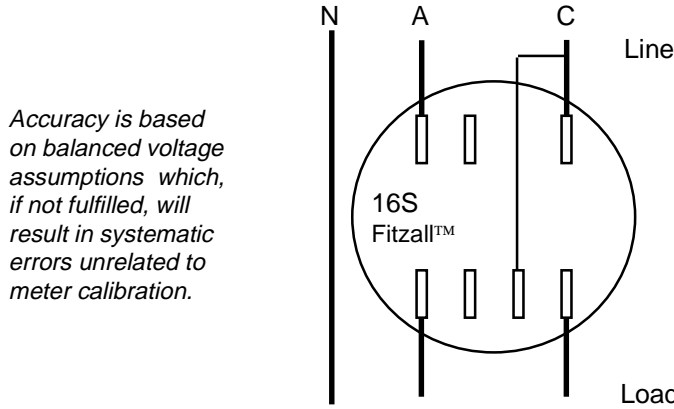 N A C
Line
Accuracy is based
on balanced voltage
assumptions which,
if not fulfilled, will
result in systematic
errors unrelated to
meter calibration.
16S
Fitzall™
Load